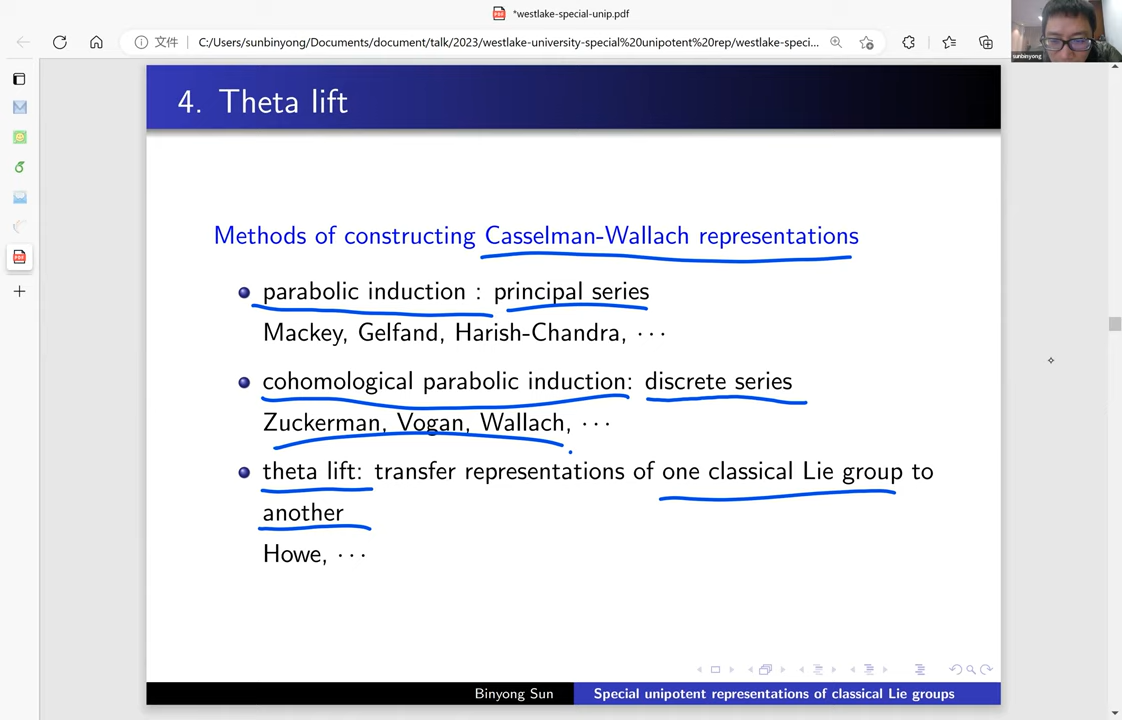 *westlake-special-unip.pdf
文件
C:/Users/sunbinyong/Documents/document/talk/2023/westlake-university-special%20unipotent%20rep/westlake-speci...
sunbinyong
4. Theta lift
Methods of constructing Casselman-Wallach representations
parabolic induction : principal series
Mackey, Gelfand, Harish-Chandra, ···
cohomological parabolic induction: discrete series
Zuckerman, Vogan, Wallach, ···
theta lift: transfer representations of one classical Lie group to
another
Howe, ···
Binyong Sun
Special unipotent representations of classical Lie groups